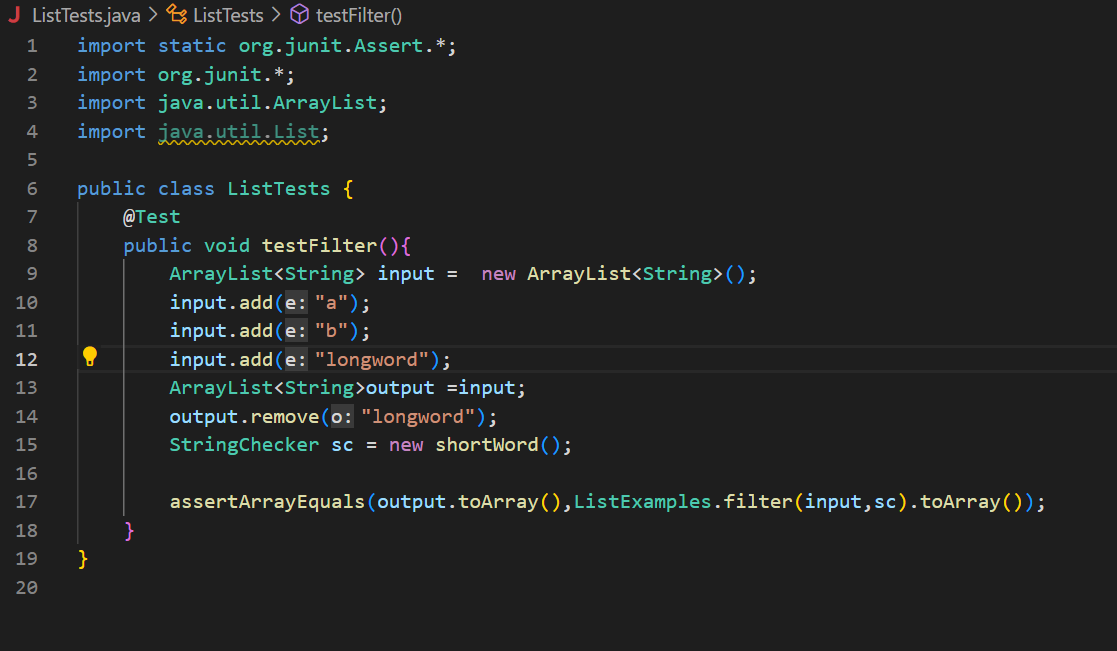 J ListTests.java > ListTests > testFilter()
1 import static org.junit.Assert.*;
2 import org.junit.*;
3 import java.util.ArrayList;
4 import java.util.List;
5
6 public class ListTests {
7 @Test
8 public void testFilter(){
9 ArrayList<String> input =  new ArrayList<String>();
10 input.add(e: "a");
11 input.add(e: "b");
12 input.add(e: "longword");
13 ArrayList<String>output =input;
14 output.remove(o: "longword");
15 StringChecker sc = new shortWord();
16
17 assertArrayEquals(output.toArray(),ListExamples.filter(input,sc).toArray());
18 }
19 }
20